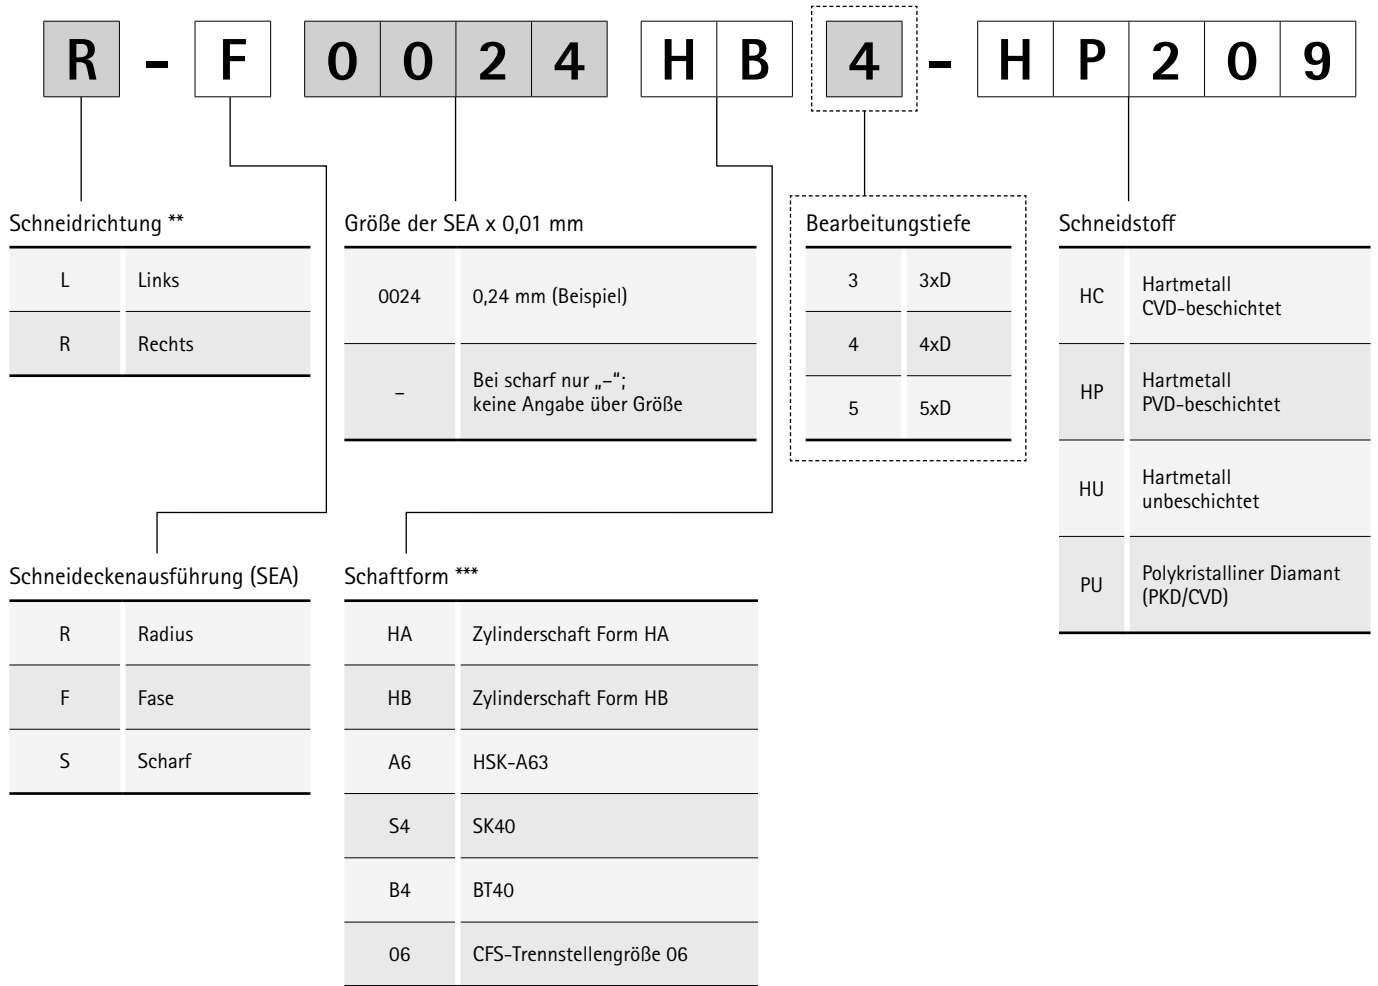 R - F 0 0 2 4 H B 4 - H P 2 0 9
Schneidrichtung **
L Links
R Rechts
Größe der SEA x 0,01 mm
0024 0,24 mm (Beispiel)
– Bei scharf nur „–“;
keine Angabe über Größe
Bearbeitungstiefe
3 3xD
4 4xD
5 5xD
Schneidstoff
HC Hartmetall
CVD-beschichtet
HP Hartmetall
PVD-beschichtet
HU Hartmetall
unbeschichtet
PU Polykristalliner Diamant
(PKD/CVD)
Schneideckenausführung (SEA)
R Radius
F Fase
S Scharf
Schaftform ***
HA Zylinderschaft Form HA
HB Zylinderschaft Form HB
A6 HSK-A63
S4 SK40
B4 BT40
06 CFS-Trennstellengröße 06